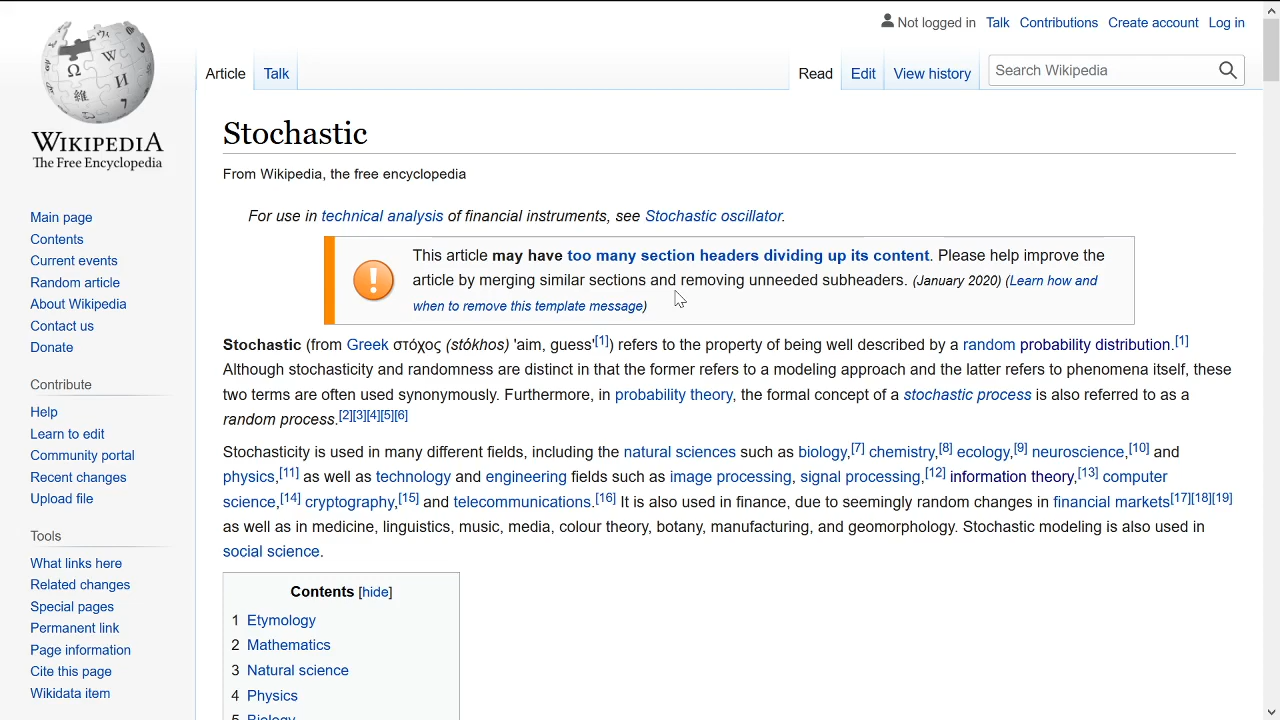 Not logged in Talk Contributions Create account Log in
Article Talk Read Edit View history Search Wikipedia
WIKIPEDIA
The Free Encyclopedia
Main page
Contents
Current events
Random article
About Wikipedia
Contact us
Donate
Contribute
Help
Learn to edit
Community portal
Recent changes
Upload file
Tools
What links here
Related changes
Special pages
Permanent link
Page information
Cite this page
Wikidata item
Stochastic
From Wikipedia, the free encyclopedia
For use in technical analysis of financial instruments, see Stochastic oscillator.
This article may have too many section headers dividing up its content. Please help improve the
article by merging similar sections and removing unneeded subheaders. (January 2020) (Learn how and
when to remove this template message)
Stochastic (from Greek στόχος (stókhos) 'aim, guess'[1]) refers to the property of being well described by a random probability distribution.[1]
Although stochasticity and randomness are distinct in that the former refers to a modeling approach and the latter refers to phenomena itself, these
two terms are often used synonymously. Furthermore, in probability theory, the formal concept of a stochastic process is also referred to as a
random process.[2][3][4][5][6]
Stochasticity is used in many different fields, including the natural sciences such as biology,[7] chemistry,[8] ecology,[9] neuroscience,[10] and
physics,[11] as well as technology and engineering fields such as image processing, signal processing,[12] information theory,[13] computer
science,[14] cryptography,[15] and telecommunications.[16] It is also used in finance, due to seemingly random changes in financial markets[17][18][19]
as well as in medicine, linguistics, music, media, colour theory, botany, manufacturing, and geomorphology. Stochastic modeling is also used in
social science.
Contents [hide]
1 Etymology
2 Mathematics
3 Natural science
4 Physics
5 Biology